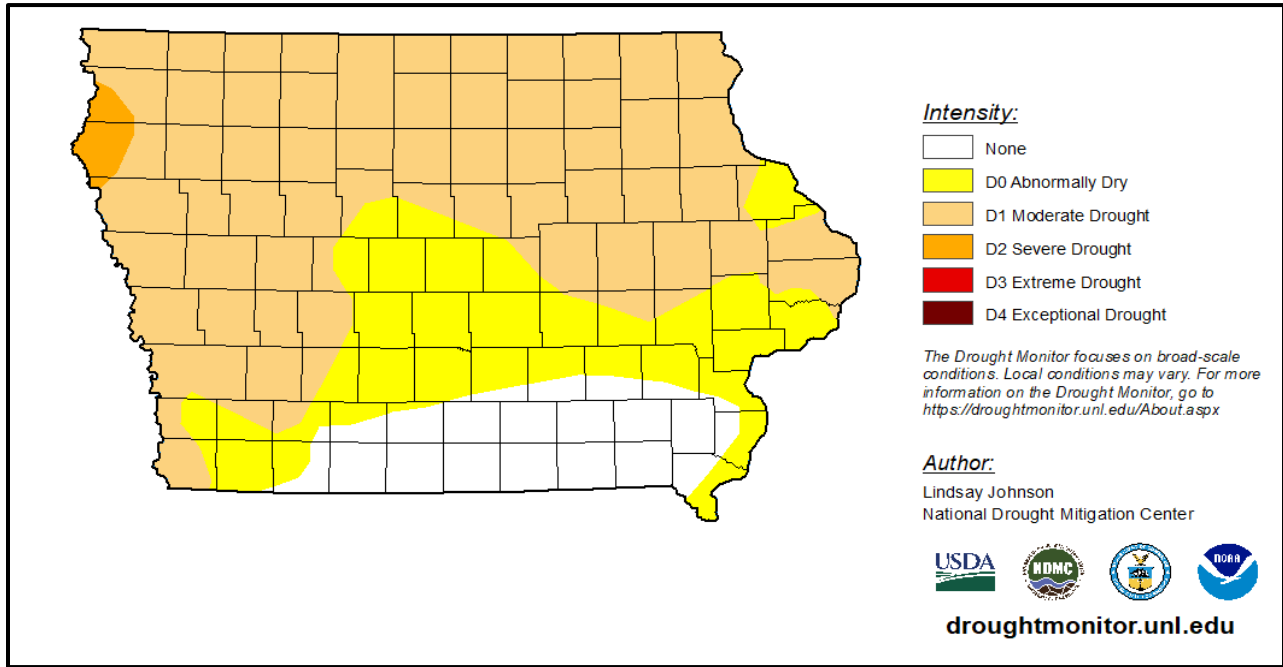 Intensity:
None
D0 Abnormally Dry
D1 Moderate Drought
D2 Severe Drought
D3 Extreme Drought
D4 Exceptional Drought
The Drought Monitor focuses on broad-scale
conditions. Local conditions may vary. For more
information on the Drought Monitor, go to
https://droughtmonitor.unl.edu/About.aspx
Author:
Lindsay Johnson
National Drought Mitigation Center
USDA
NDMC
NOAA
droughtmonitor.unl.edu